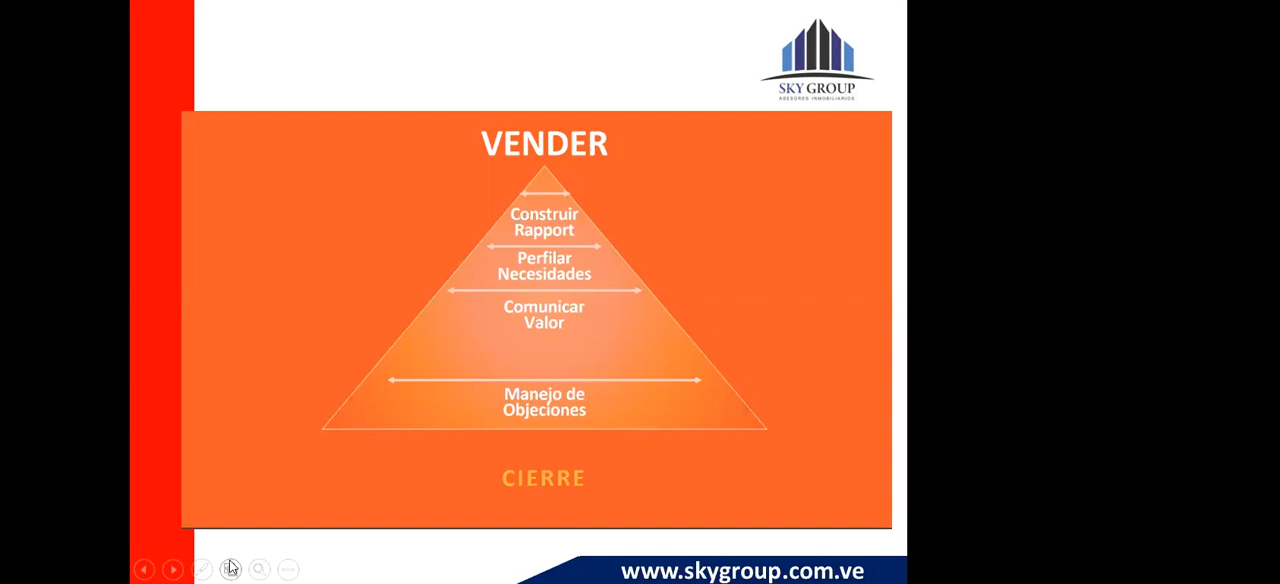 SKY GROUP
ASESORES INMOBILIARIOS
VENDER
Construir
Rapport
Perfilar
Necesidades
Comunicar
Valor
Manejo de
Objeciones
CIERRE
www.skygroup.com.ve